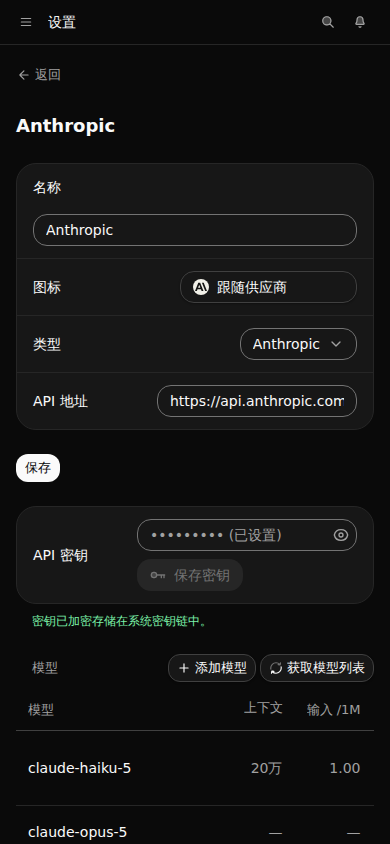 设置
返回
Anthropic
名称
Anthropic
图标
跟随供应商
类型
Anthropic
API 地址
https://api.anthropic.com
API 密钥
••••••••• (已设置)
保存密钥
密钥已加密存储在系统密钥链中。
模型
添加模型
获取模型列表
模型
上下文
输入 /1M
claude-haiku-5
20万
1.00
claude-opus-5
—
—